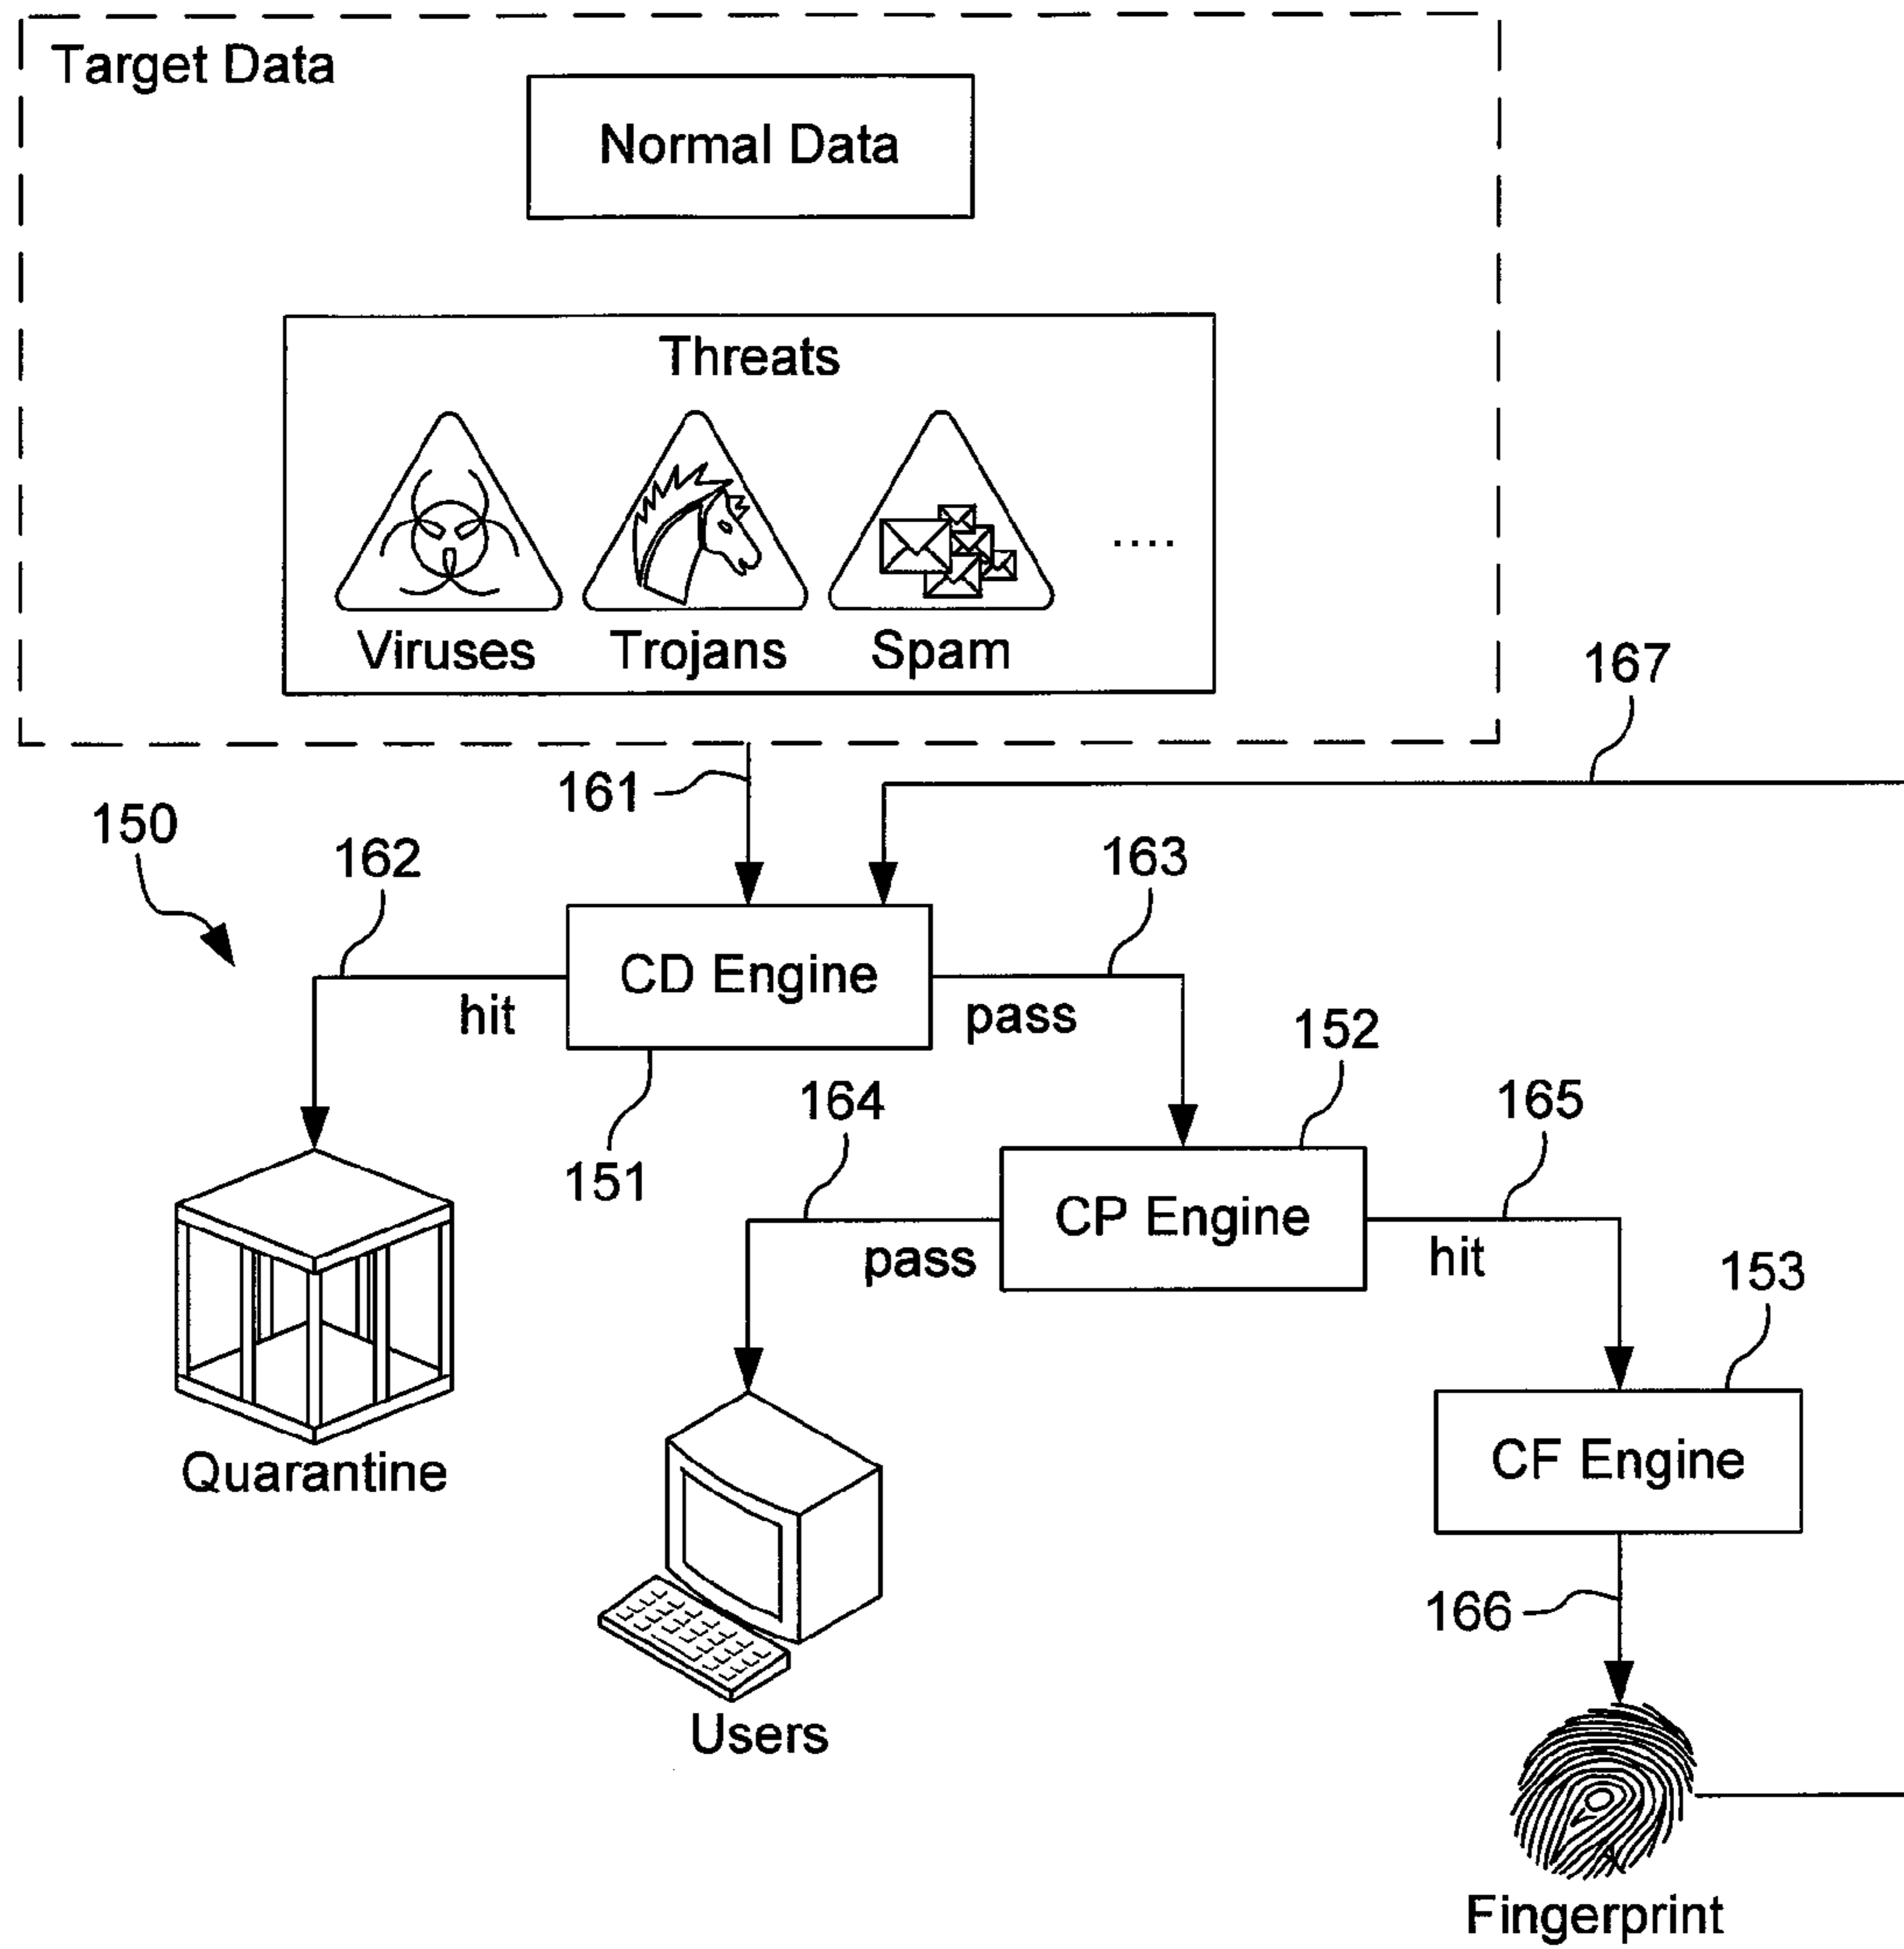 Target Data
Normal Data
Threats
....
Viruses
Trojans
Spam
167
161
150
162
163
CD Engine
hit
pass
152
151
164
165
CP Engine
pass
hit
153
CF Engine
Quarantine
166
Users
Fingerprint